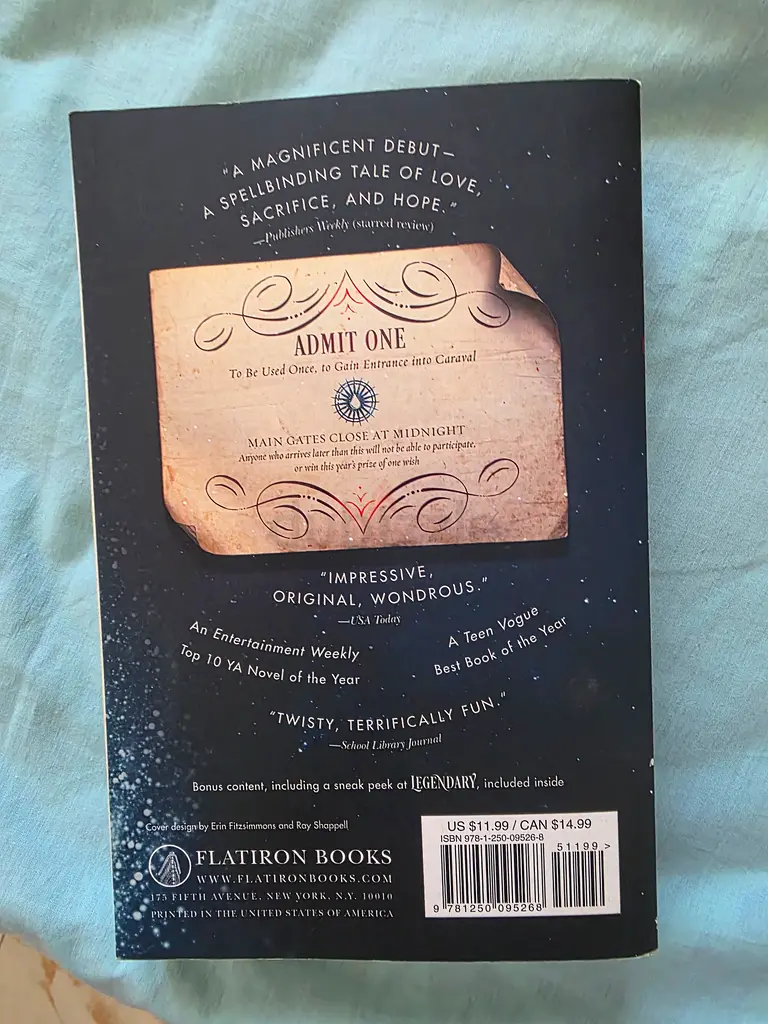 "A MAGNIFICENT DEBUT—
A SPELLBINDING TALE OF LOVE,
SACRIFICE, AND HOPE."
—Publishers Weekly (starred review)
ADMIT ONE
To Be Used Once, to Gain Entrance into Caraval
MAIN GATES CLOSE AT MIDNIGHT
Anyone who arrives later than this will not be able to participate,
or win this year's prize of one wish
"IMPRESSIVE,
ORIGINAL, WONDROUS."
—USA Today
An Entertainment Weekly
Top 10 YA Novel of the Year
A Teen Vogue
Best Book of the Year
"TWISTY, TERRIFICALLY FUN."
—School Library Journal
Bonus content, including a sneak peek at LEGENDARY, included inside
Cover design by Erin Fitzsimmons and Ray Shappell
FLATIRON BOOKS
WWW.FLATIRONBOOKS.COM
175 FIFTH AVENUE, NEW YORK, N.Y. 10010
PRINTED IN THE UNITED STATES OF AMERICA
US $11.99 / CAN $14.99
ISBN 978-1-250-09526-8
51199 >
9 781250 095268